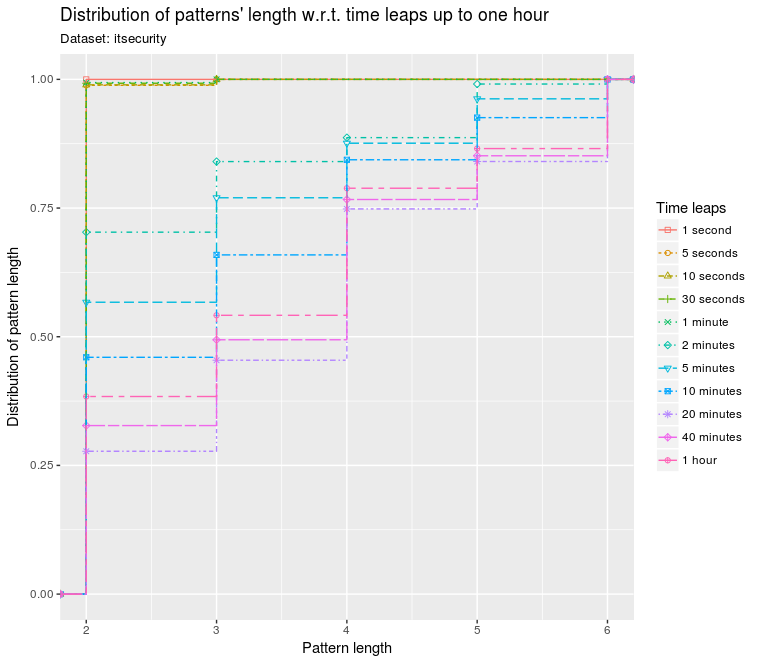 Distribution of patterns' length w.r.t. time leaps up to one hour
Dataset: itsecurity
Distribution of pattern length
1.00
0.75
0.50
0.25
0.00
2 3 4 5 6
Pattern length
Time leaps
1 second
5 seconds
10 seconds
30 seconds
1 minute
2 minutes
5 minutes
10 minutes
20 minutes
40 minutes
1 hour